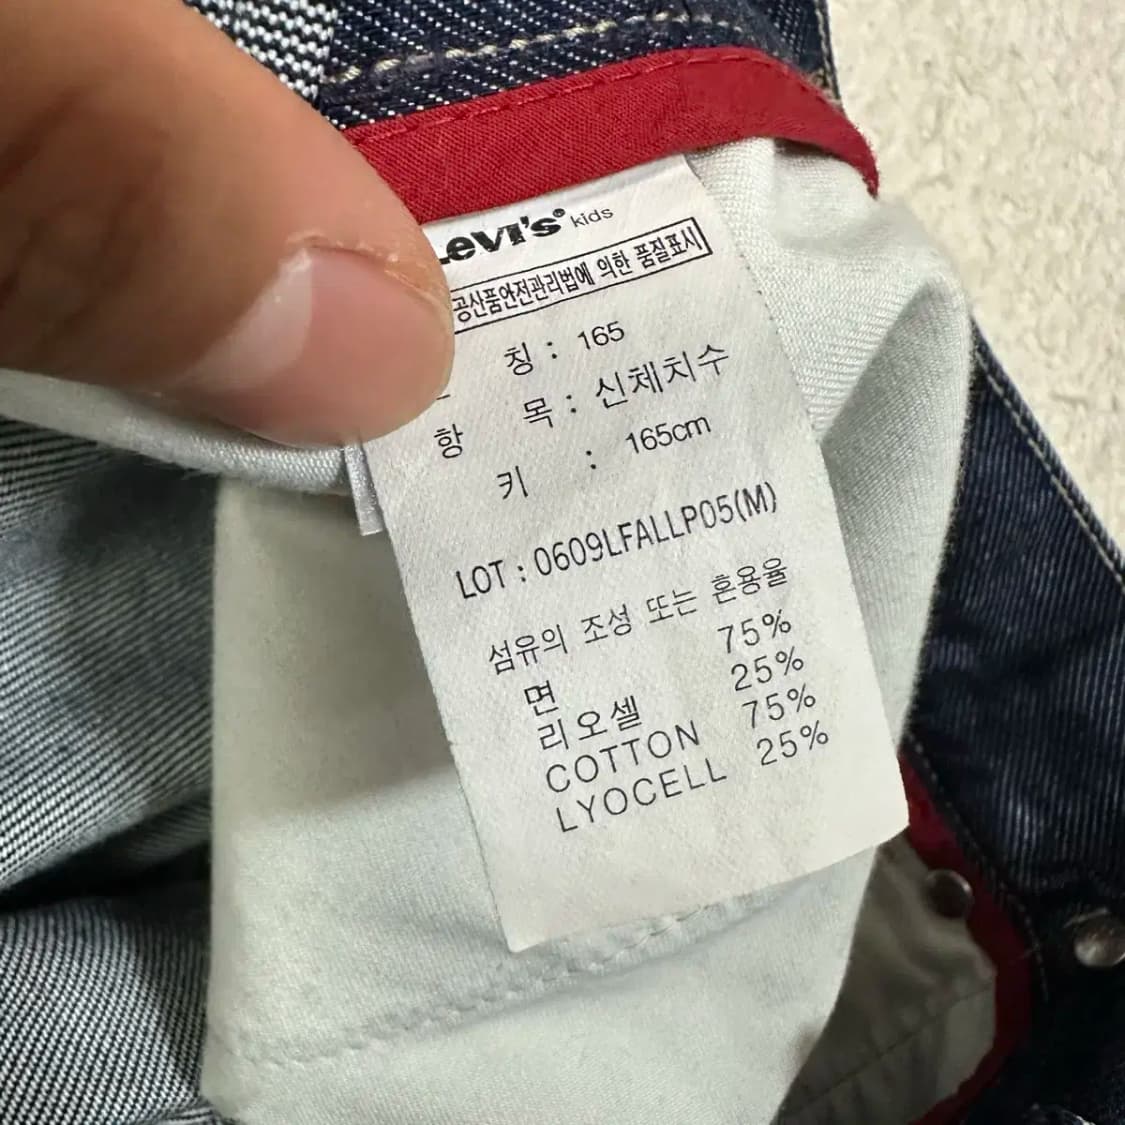 Levi's® kids
공산품안전관리법에 의한 품질표시
칭 : 165
항 목 : 신체치수
키 : 165cm
LOT : 0609LFALLP05(M)
섬유의 조성 또는 혼용율
면 75%
리오셀 25%
COTTON 75%
LYOCELL 25%